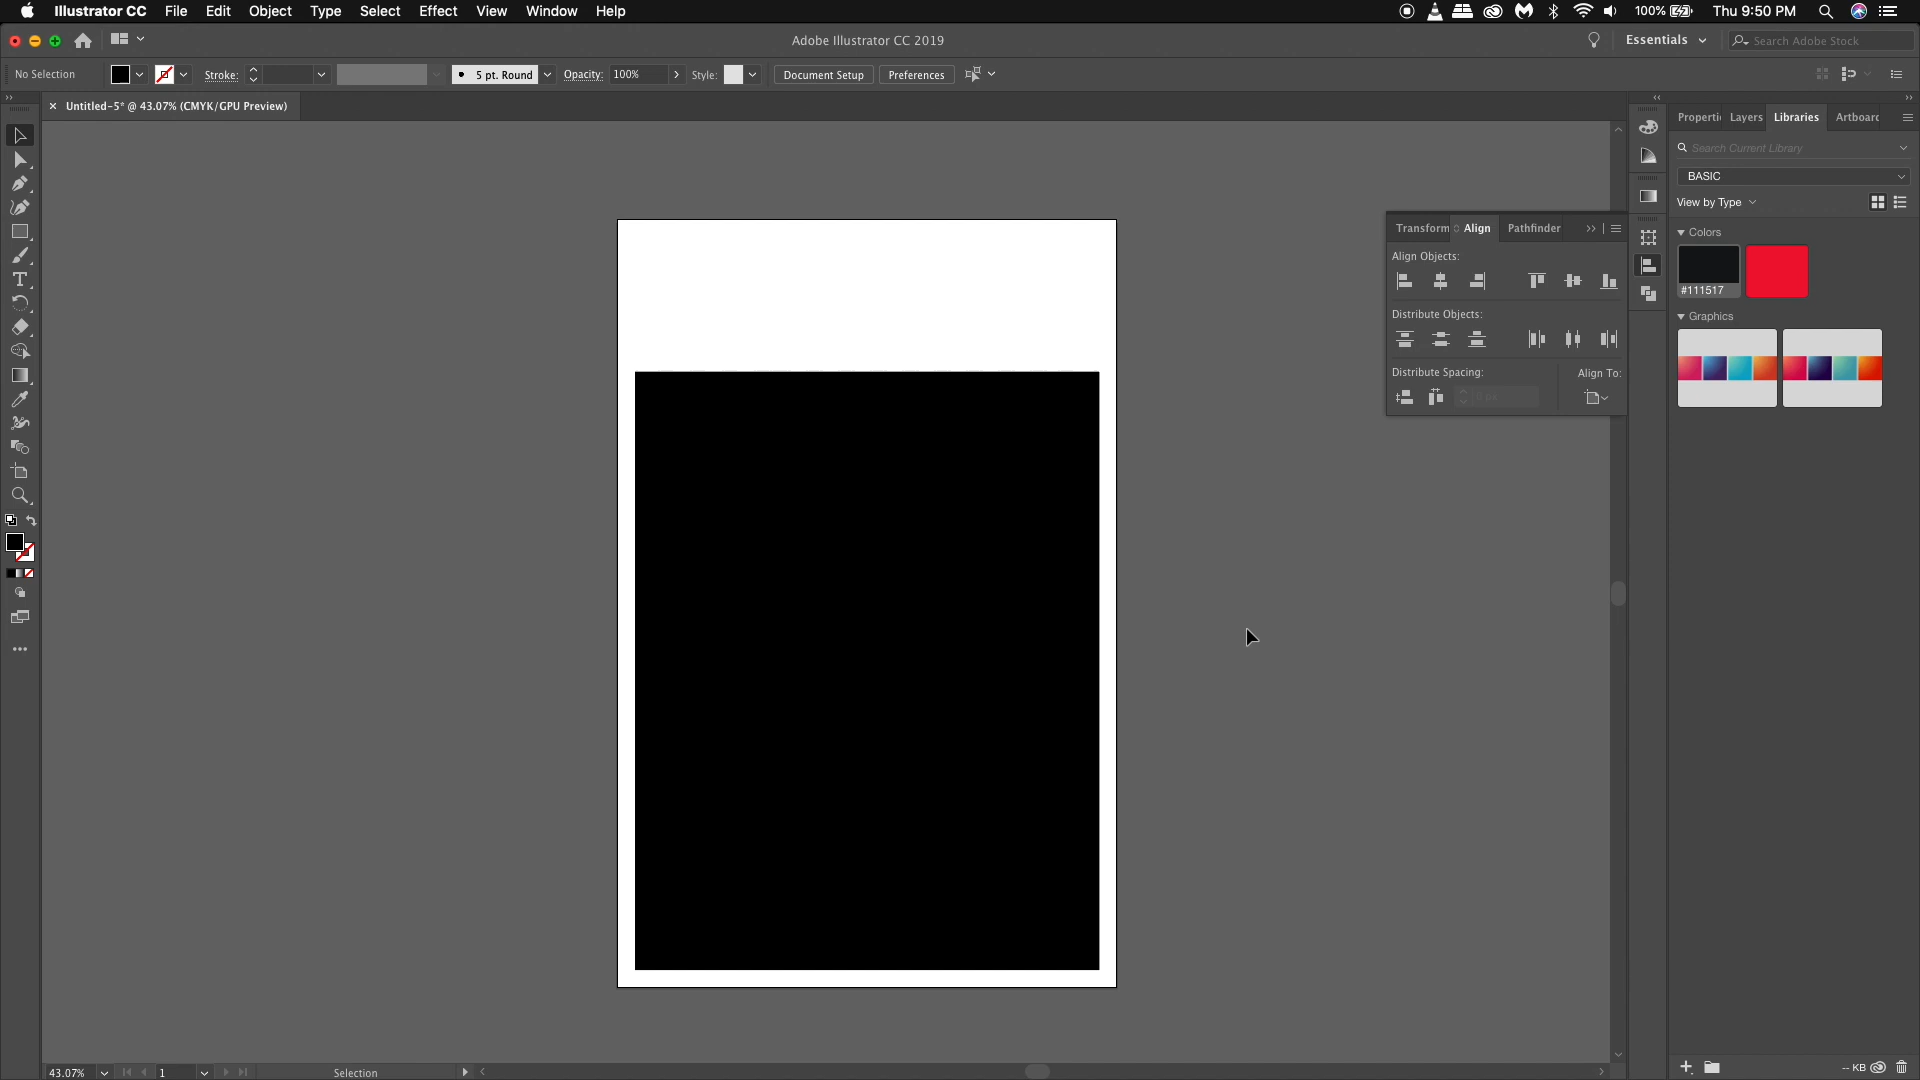 Illustrator CC File Edit Object Type Select Effect View Window Help 100% Thu 9:50 PM
Adobe Illustrator CC 2019 Essentials Search Adobe Stock
No Selection Stroke: 5 pt. Round Opacity: 100% Style: Document Setup Preferences
× Untitled-5* @ 43.07% (CMYK/GPU Preview)
Properti Layers Libraries Artboard
Search Current Library
BASIC
View by Type
Transform Align Pathfinder
Colors
Align Objects:
#111517
Distribute Objects:
Graphics
Distribute Spacing: Align To:
0 px
43.07% 1 Selection -- KB